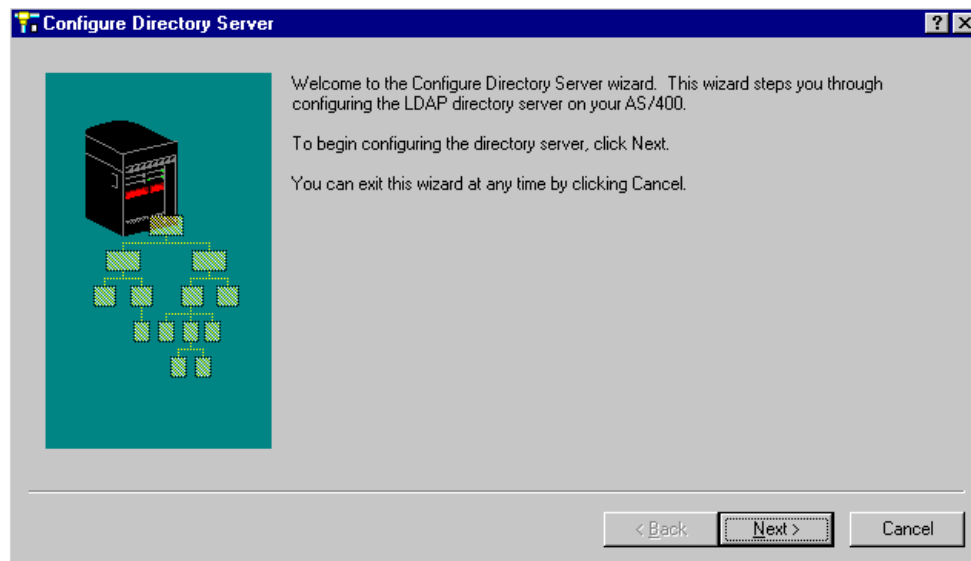 Configure Directory Server
Welcome to the Configure Directory Server wizard. This wizard steps you through
configuring the LDAP directory server on your AS/400.
To begin configuring the directory server, click Next.
You can exit this wizard at any time by clicking Cancel.
< Back
Next >
Cancel